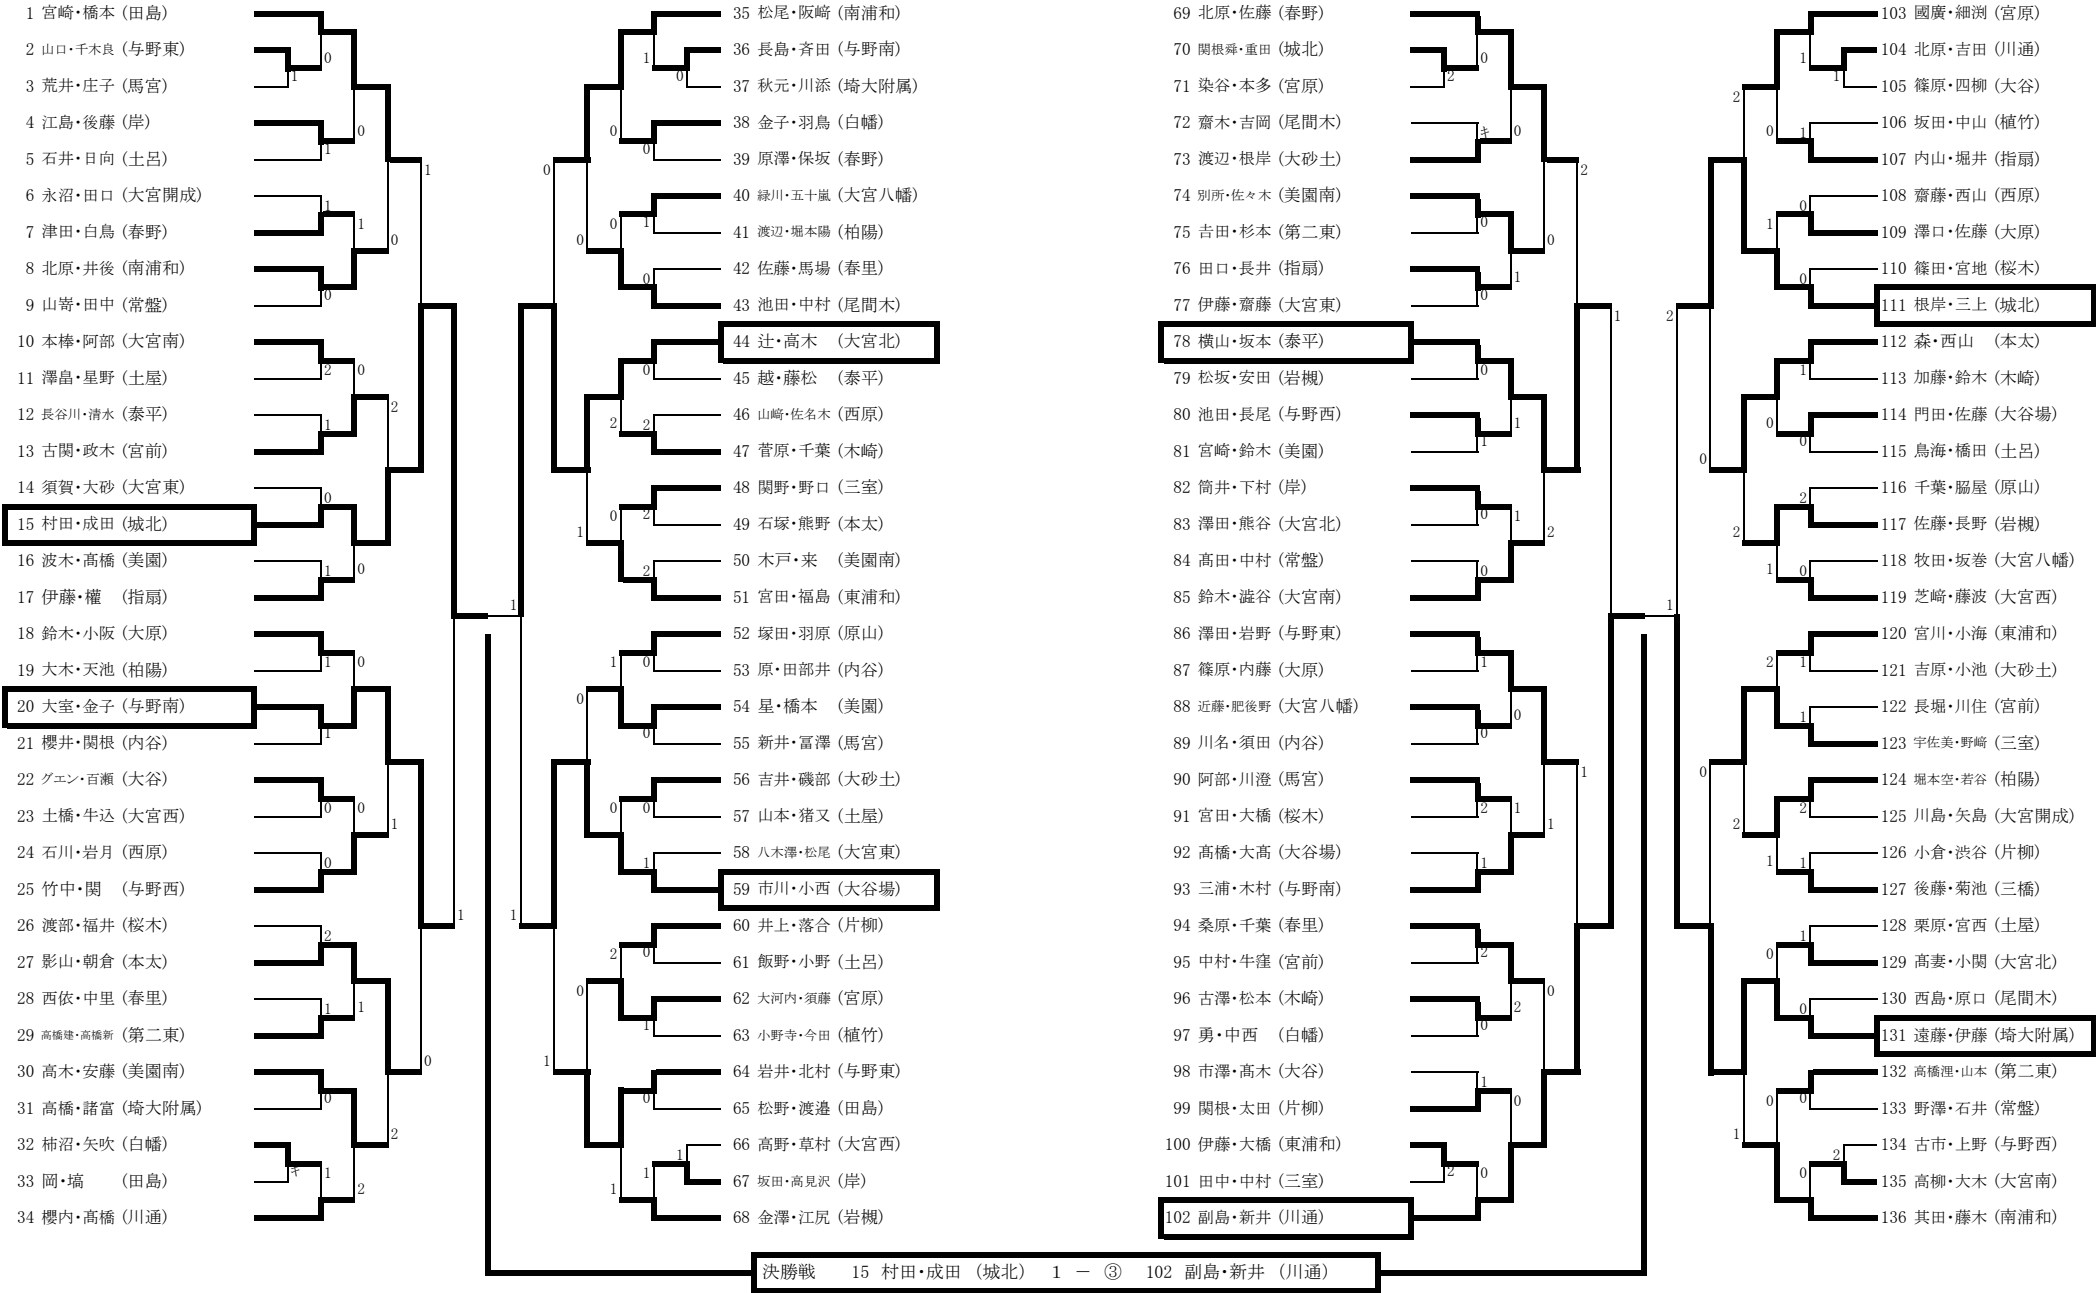 1 宮崎・橋本 (田島)
2 山口・千木良 (与野東)
3 荒井・庄子 (馬宮)
4 江島・後藤 (岸)
5 石井・日向 (土呂)
6 永沼・田口 (大宮開成)
7 津田・白鳥 (春野)
8 北原・井後 (南浦和)
9 山嵜・田中 (常盤)
10 本棒・阿部 (大宮南)
11 澤畠・星野 (土屋)
12 長谷川・清水 (泰平)
13 古関・政木 (宮前)
14 須賀・大砂 (大宮東)
15 村田・成田 (城北)
16 波木・髙橋 (美園)
17 伊藤・權 (指扇)
18 鈴木・小阪 (大原)
19 大木・天池 (柏陽)
20 大室・金子 (与野南)
21 櫻井・関根 (内谷)
22 グエン・百瀬 (大谷)
23 土橋・牛込 (大宮西)
24 石川・岩月 (西原)
25 竹中・関 (与野西)
26 渡部・福井 (桜木)
27 影山・朝倉 (本太)
28 西依・中里 (春里)
29 高橋建・高橋新 (第二東)
30 高木・安藤 (美園南)
31 高橋・諸富 (埼大附属)
32 柿沼・矢吹 (白幡)
33 岡・塙 (田島)
34 櫻内・髙橋 (川通)
35 松尾・阪﨑 (南浦和)
36 長島・斉田 (与野南)
37 秋元・川添 (埼大附属)
38 金子・羽鳥 (白幡)
39 原澤・保坂 (春野)
40 緑川・五十嵐 (大宮八幡)
41 渡辺・堀本陽 (柏陽)
42 佐藤・馬場 (春里)
43 池田・中村 (尾間木)
44 辻・高木 (大宮北)
45 越・藤松 (泰平)
46 山﨑・佐名木 (西原)
47 菅原・千葉 (木崎)
48 関野・野口 (三室)
49 石塚・熊野 (本太)
50 木戸・来 (美園南)
51 宮田・福島 (東浦和)
52 塚田・羽原 (原山)
53 原・田部井 (内谷)
54 星・橋本 (美園)
55 新井・冨澤 (馬宮)
56 吉井・磯部 (大砂土)
57 山本・猪又 (土屋)
58 八木澤・松尾 (大宮東)
59 市川・小西 (大谷場)
60 井上・落合 (片柳)
61 飯野・小野 (土呂)
62 大河内・須藤 (宮原)
63 小野寺・今田 (植竹)
64 岩井・北村 (与野東)
65 松野・渡邉 (田島)
66 高野・草村 (大宮西)
67 坂田・高見沢 (岸)
68 金澤・江尻 (岩槻)
69 北原・佐藤 (春野)
70 関根舜・重田 (城北)
71 染谷・本多 (宮原)
72 齋木・吉岡 (尾間木)
73 渡辺・根岸 (大砂土)
74 別所・佐々木 (美園南)
75 𠮷田・杉本 (第二東)
76 田口・長井 (指扇)
77 伊藤・齋藤 (大宮東)
78 横山・坂本 (泰平)
79 松坂・安田 (岩槻)
80 池田・長尾 (与野西)
81 宮崎・鈴木 (美園)
82 筒井・下村 (岸)
83 澤田・熊谷 (大宮北)
84 髙田・中村 (常盤)
85 鈴木・澁谷 (大宮南)
86 澤田・岩野 (与野東)
87 篠原・内藤 (大原)
88 近藤・肥後野 (大宮八幡)
89 川名・須田 (内谷)
90 阿部・川澄 (馬宮)
91 宮田・大橋 (桜木)
92 髙橋・大髙 (大谷場)
93 三浦・木村 (与野南)
94 桑原・千葉 (春里)
95 中村・牛窪 (宮前)
96 古澤・松本 (木崎)
97 勇・中西 (白幡)
98 市澤・髙木 (大谷)
99 関根・太田 (片柳)
100 伊藤・大橋 (東浦和)
101 田中・中村 (三室)
102 副島・新井 (川通)
103 國廣・細渕 (宮原)
104 北原・吉田 (川通)
105 篠原・四柳 (大谷)
106 坂田・中山 (植竹)
107 内山・堀井 (指扇)
108 齋藤・西山 (西原)
109 澤口・佐藤 (大原)
110 篠田・宮地 (桜木)
111 根岸・三上 (城北)
112 森・西山 (本太)
113 加藤・鈴木 (木崎)
114 門田・佐藤 (大谷場)
115 鳥海・橋田 (土呂)
116 千葉・脇屋 (原山)
117 佐藤・長野 (岩槻)
118 牧田・坂巻 (大宮八幡)
119 芝﨑・藤波 (大宮西)
120 宮川・小海 (東浦和)
121 吉原・小池 (大砂土)
122 長堀・川住 (宮前)
123 宇佐美・野﨑 (三室)
124 堀本空・若谷 (柏陽)
125 川島・矢島 (大宮開成)
126 小倉・渋谷 (片柳)
127 後藤・菊池 (三橋)
128 栗原・宮西 (土屋)
129 髙妻・小関 (大宮北)
130 西島・原口 (尾間木)
131 遠藤・伊藤 (埼大附属)
132 高橋浬・山本 (第二東)
133 野澤・石井 (常盤)
134 古市・上野 (与野西)
135 高柳・大木 (大宮南)
136 其田・藤木 (南浦和)
決勝戦 15 村田・成田 (城北) 1 － ③ 102 副島・新井 (川通)